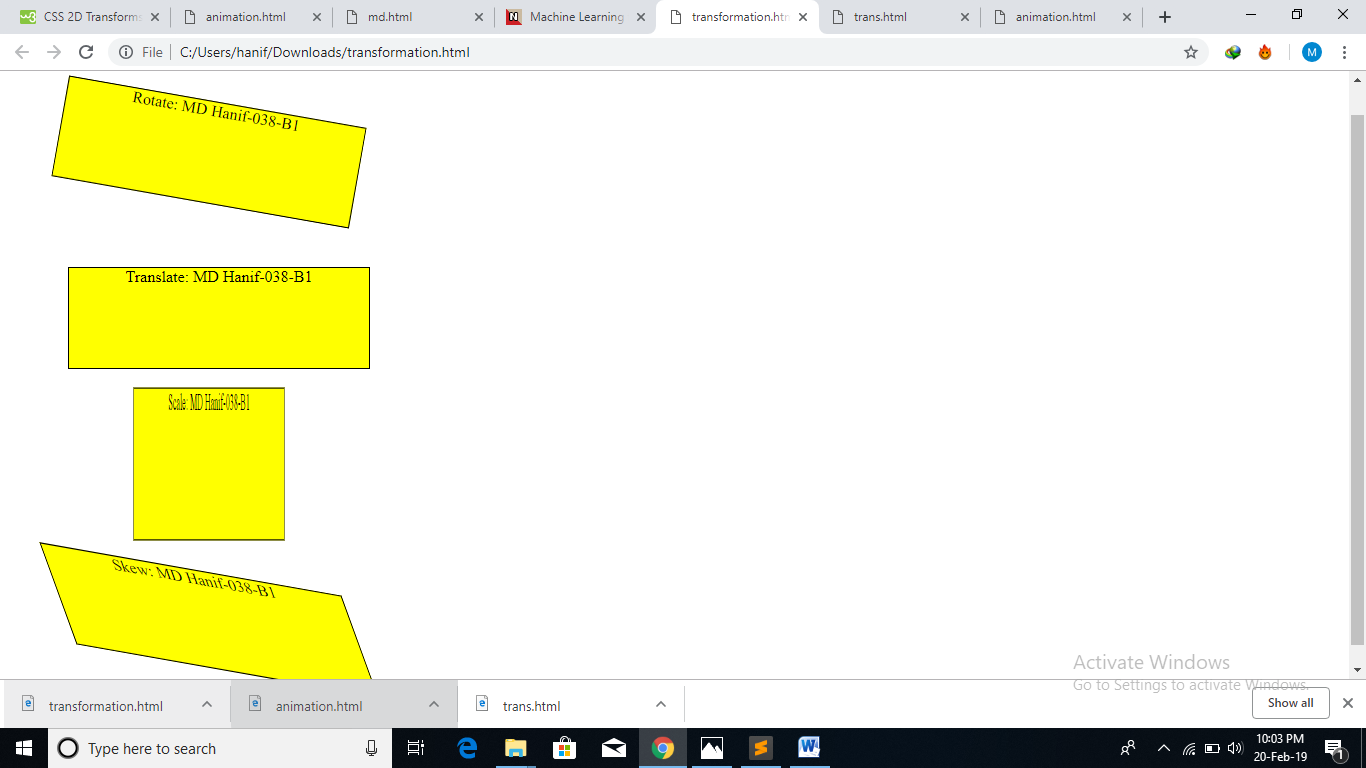 CSS 2D Transform
animation.html
md.html
Machine Learning
transformation.htm
trans.html
animation.html
File
C:/Users/hanif/Downloads/transformation.html
M
Rotate: MD Hanif-038-B1
Translate: MD Hanif-038-B1
Scale: MD Hanif-038-B1
Skew: MD Hanif-038-B1
Activate Windows
Go to Settings to activate Windows.
transformation.html
animation.html
trans.html
Show all
Type here to search
10:03 PM
20-Feb-19
1